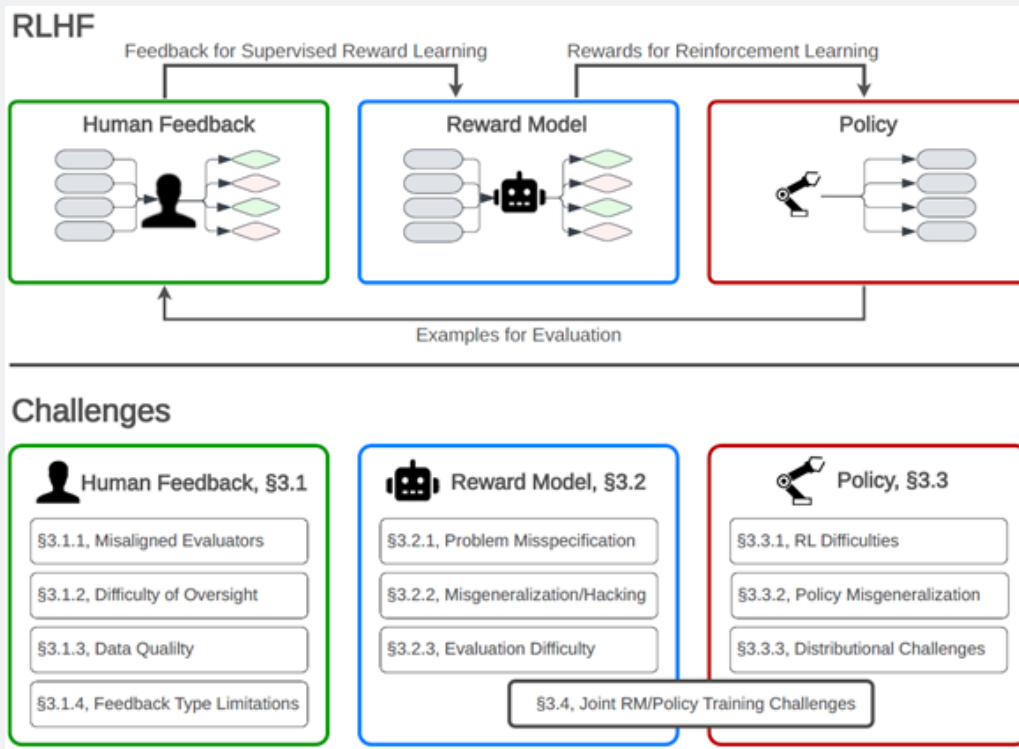 RLHF
Feedback for Supervised Reward Learning
Rewards for Reinforcement Learning
Human Feedback
Reward Model
Policy
Examples for Evaluation
Challenges
Human Feedback, §3.1
§3.1.1, Misaligned Evaluators
§3.1.2, Difficulty of Oversight
§3.1.3, Data Qualilty
§3.1.4, Feedback Type Limitations
Reward Model, §3.2
§3.2.1, Problem Misspecification
§3.2.2, Misgeneralization/Hacking
§3.2.3, Evaluation Difficulty
Policy, §3.3
§3.3.1, RL Difficulties
§3.3.2, Policy Misgeneralization
§3.3.3, Distributional Challenges
§3.4, Joint RM/Policy Training Challenges